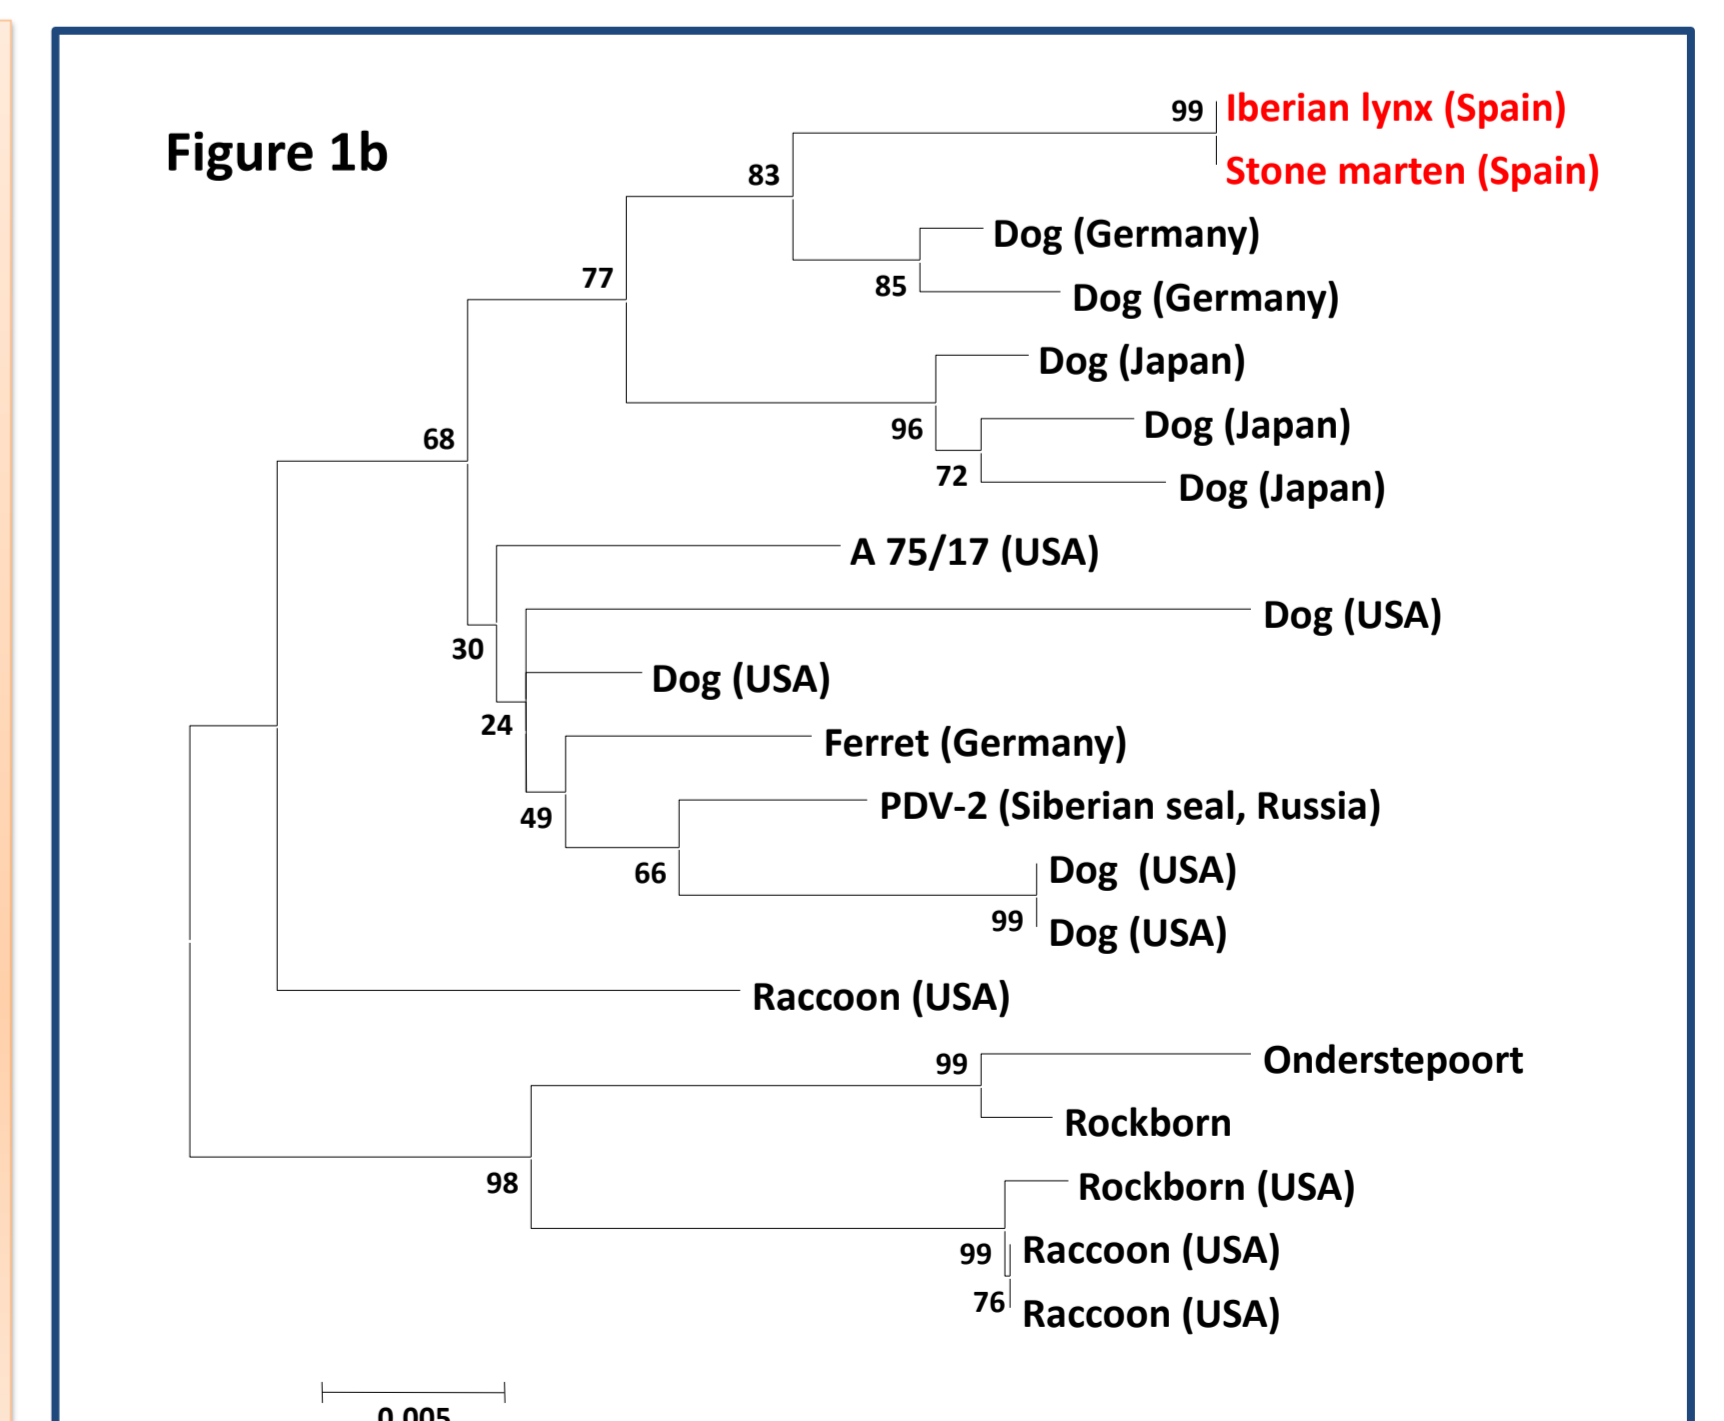 99 Iberian lynx (Spain)
Figure 1b
Stone marten (Spain)
83
Dog (Germany)
77
85
Dog (Germany)
Dog (Japan)
96
Dog (Japan)
68
72
Dog (Japan)
A 75/17 (USA)
Dog (USA)
30
Dog (USA)
24
Ferret (Germany)
PDV-2 (Siberian seal, Russia)
49
66
Dog (USA)
99
Dog (USA)
Raccoon (USA)
99
Onderstepoort
Rockborn
98
Rockborn (USA)
99
Raccoon (USA)
76
Raccoon (USA)
0.005